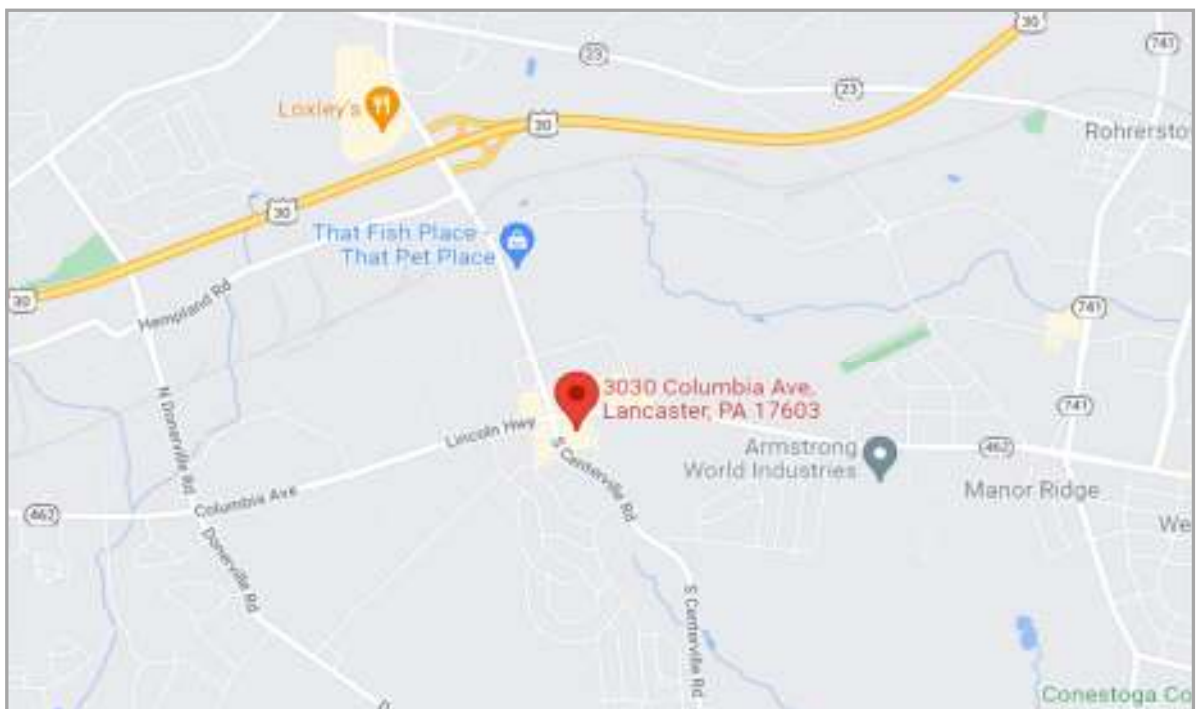 30
741
23
23
Loxley's
30
Rohrersto
30
That Fish Place -
That Pet Place
30
Hempland Rd
741
N Donerville Rd
3030 Columbia Ave,
Lancaster, PA 17603
741
Lincoln Hwy
S Centerville Rd
462
Armstrong
World Industries
Manor Ridge
Columbia Ave
462
We
Donerville Rd
S Centerville Rd
Conestoga Co